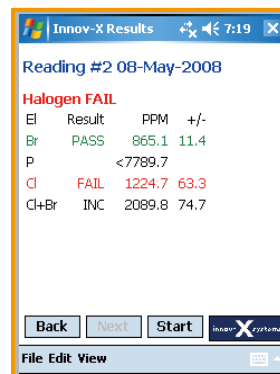 Innov-X Results 7:19
Reading #2 08-May-2008
Halogen FAIL
El Result PPM +/-
Br PASS 865.1 11.4
P <7789.7
Cl FAIL 1224.7 63.3
Cl+Br INC 2089.8 74.7
Back Next Start innov-X systems
File Edit View